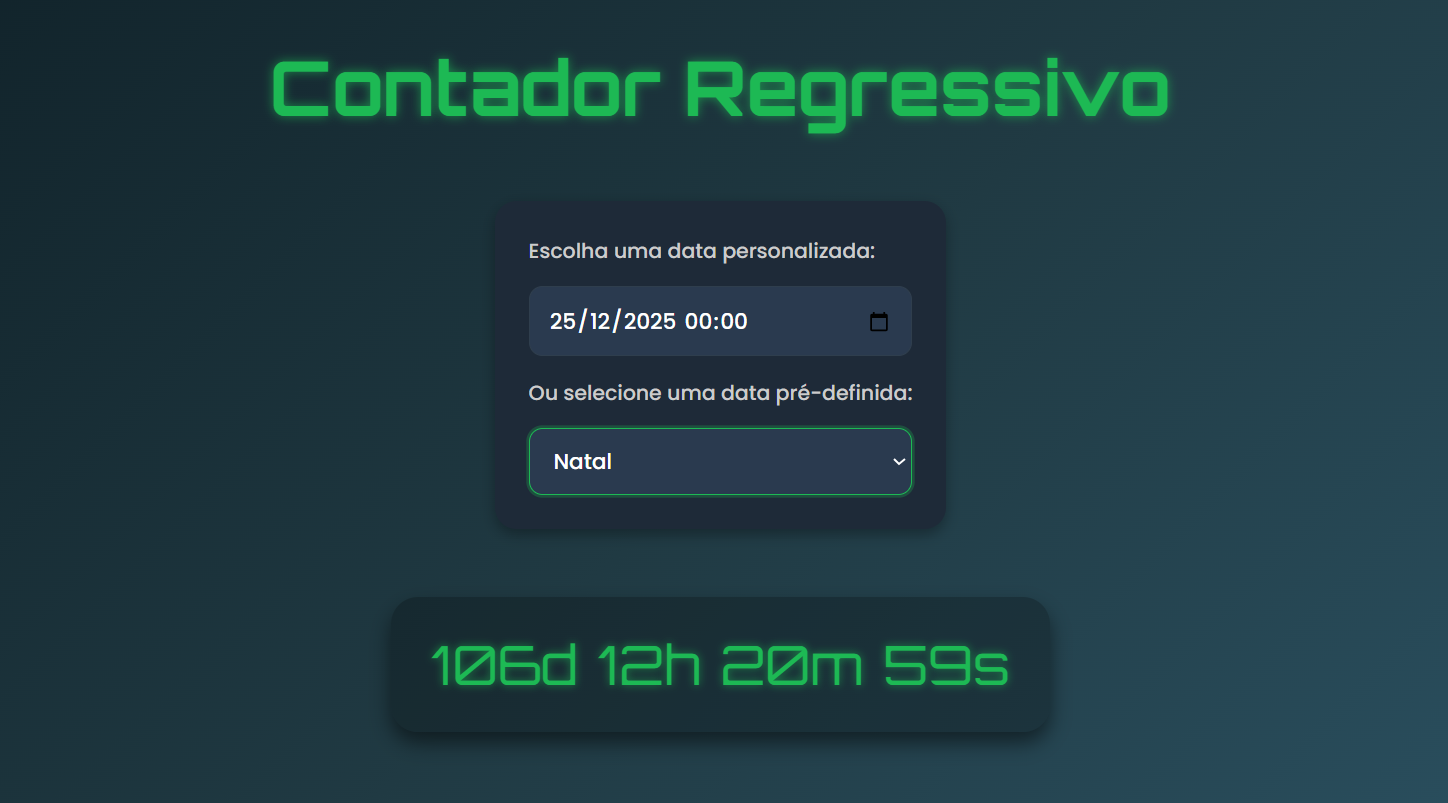 Contador Regressivo
Escolha uma data personalizada:
25/12/2025 00:00
Ou selecione uma data pré-definida:
Natal
106d 12h 20m 59s